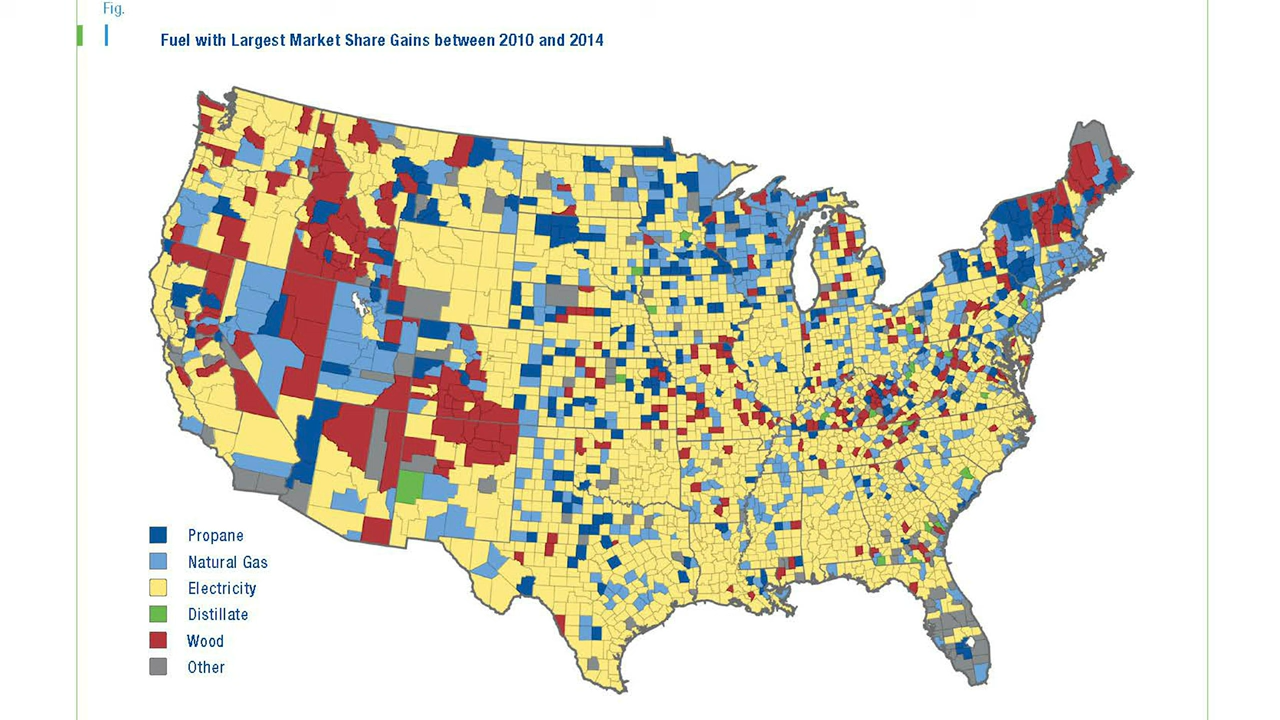 Fig.
Fuel with Largest Market Share Gains between 2010 and 2014
Propane
Natural Gas
Electricity
Distillate
Wood
Other